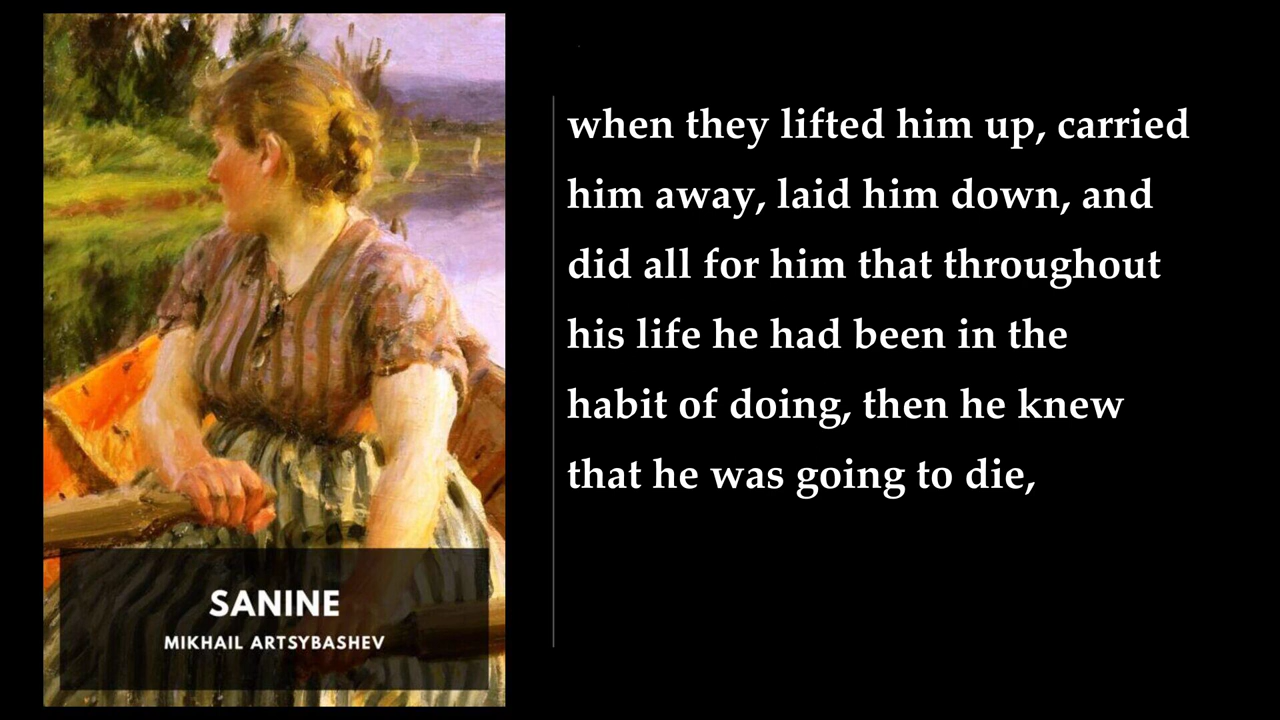 SANINE
MIKHAIL ARTSYBASHEV
when they lifted him up, carried
him away, laid him down, and
did all for him that throughout
his life he had been in the
habit of doing, then he knew
that he was going to die,